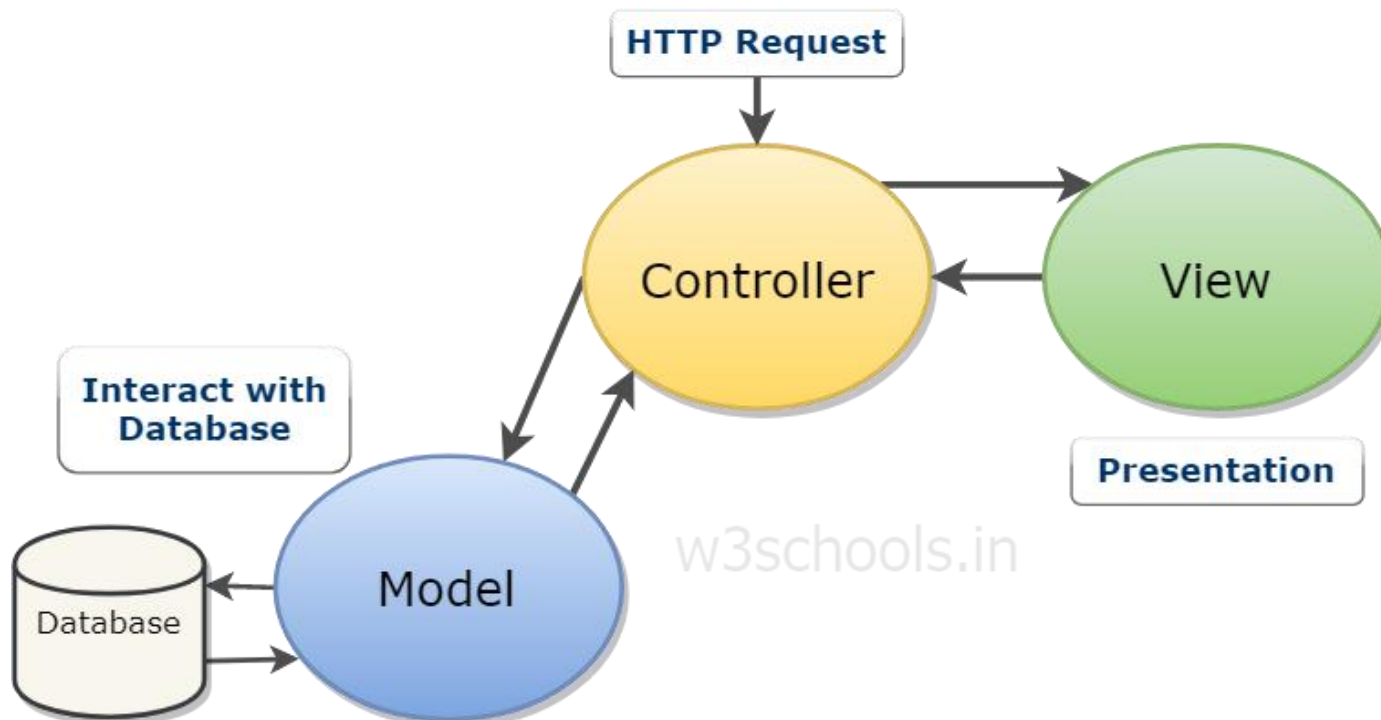 HTTP Request
Controller
View
Interact with
Database
Presentation
w3schools.in
Model
Database